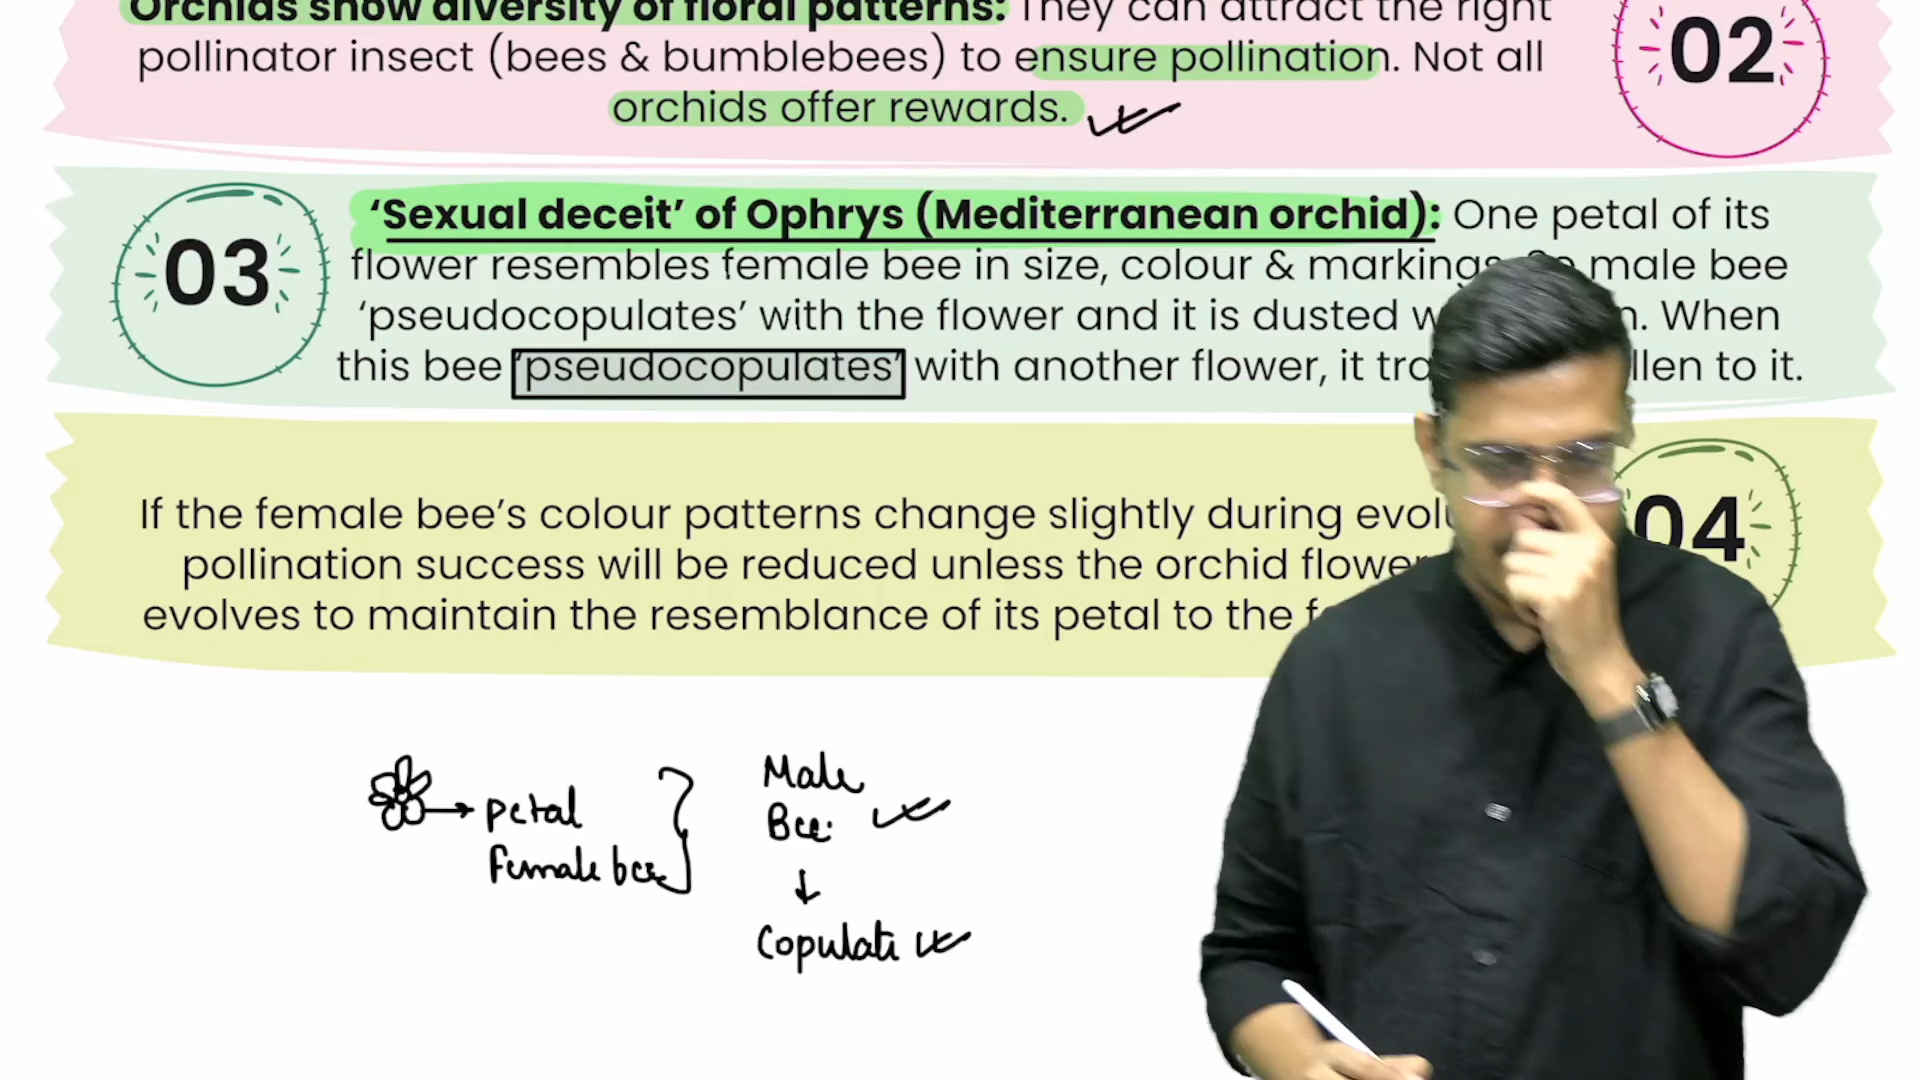 Orchids show diversity of floral patterns: They can attract the right
pollinator insect (bees & bumblebees) to ensure pollination. Not all
orchids offer rewards.
02
03
'Sexual deceit' of Ophrys (Mediterranean orchid): One petal of its
flower resembles female bee in size, colour & markings male bee
'pseudocopulates' with the flower and it is dusted When
this bee 'pseudocopulates' with another flower, it to it.
If the female bee's colour patterns change slightly during
pollination success will be reduced unless the orchid
evolves to maintain the resemblance of its petal to the
04
petal
Female bee
Male
Bee
↓
Copulati